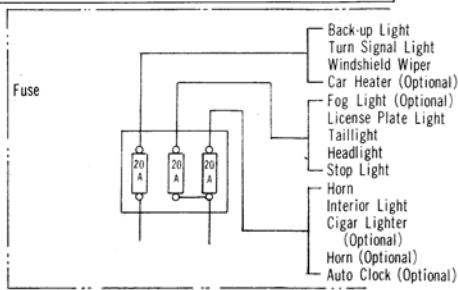 Fuse
20
A
20
A
20
A
Back-up Light
Turn Signal Light
Windshield Wiper
Car Heater (Optional)
Fog Light (Optional)
License Plate Light
Taillight
Headlight
Stop Light
Horn
Interior Light
Cigar Lighter
(Optional)
Horn (Optional)
Auto Clock (Optional)